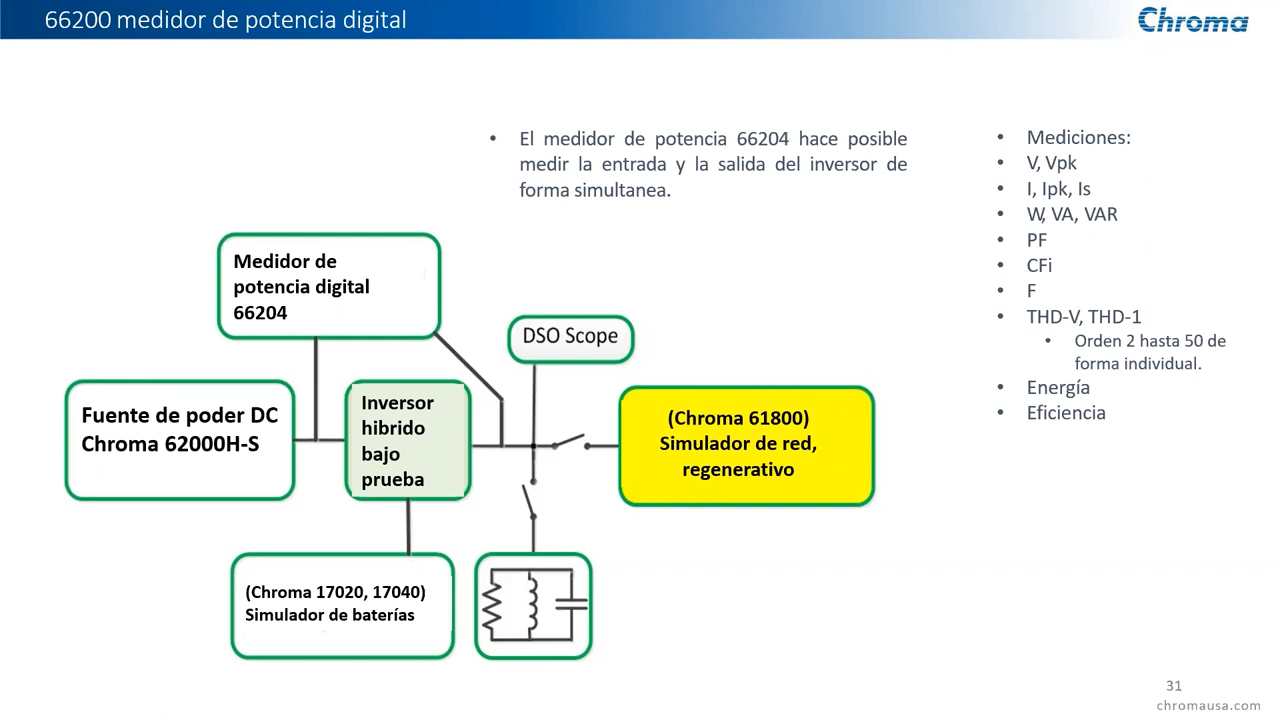 66200 medidor de potencia digital
Chroma
• El medidor de potencia 66204 hace posible
medir la entrada y la salida del inversor de
forma simultanea.
• Mediciones:
• V, Vpk
• I, Ipk, Is
• W, VA, VAR
• PF
• CFi
• F
• THD-V, THD-1
• Orden 2 hasta 50 de
forma individual.
• Energía
• Eficiencia
Medidor de
potencia digital
66204
DSO Scope
Fuente de poder DC
Chroma 62000H-S
Inversor
hibrido
bajo
prueba
(Chroma 61800)
Simulador de red,
regenerativo
(Chroma 17020, 17040)
Simulador de baterías
31
chromausa.com